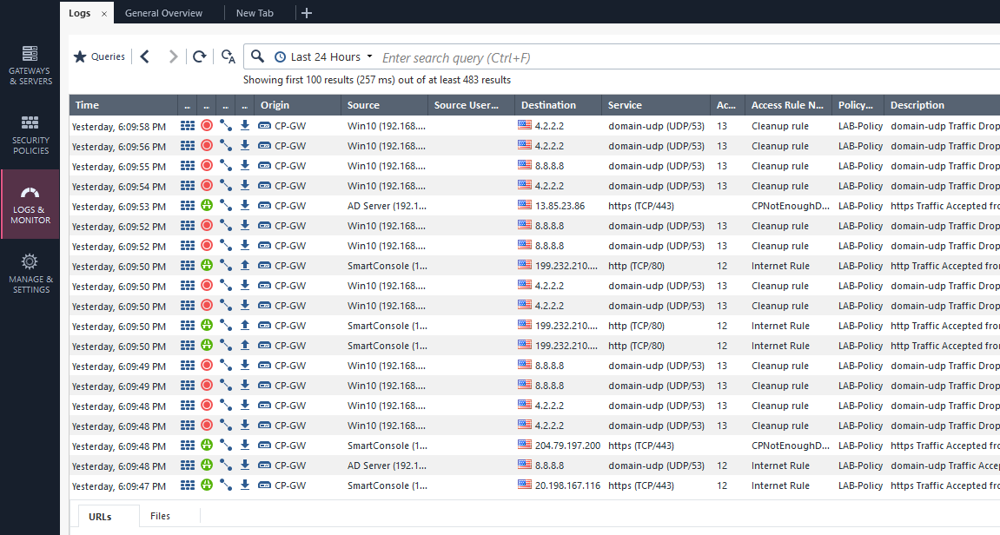 Logs × General Overview New Tab +
GATEWAYS
& SERVERS
SECURITY
POLICIES
LOGS &
MONITOR
MANAGE &
SETTINGS
Queries Last 24 Hours Enter search query (Ctrl+F)
Showing first 100 results (257 ms) out of at least 483 results
Time ... ... ... ... Origin Source Source User... Destination Service Ac... Access Rule N... Policy... Description
Yesterday, 6:09:58 PM CP-GW Win10 (192.168.... 4.2.2.2 domain-udp (UDP/53) 13 Cleanup rule LAB-Policy domain-udp Traffic Drop
Yesterday, 6:09:56 PM CP-GW Win10 (192.168.... 4.2.2.2 domain-udp (UDP/53) 13 Cleanup rule LAB-Policy domain-udp Traffic Drop
Yesterday, 6:09:55 PM CP-GW Win10 (192.168.... 8.8.8.8 domain-udp (UDP/53) 13 Cleanup rule LAB-Policy domain-udp Traffic Drop
Yesterday, 6:09:54 PM CP-GW Win10 (192.168.... 4.2.2.2 domain-udp (UDP/53) 13 Cleanup rule LAB-Policy domain-udp Traffic Drop
Yesterday, 6:09:53 PM CP-GW AD Server (192.1... 13.85.23.86 https (TCP/443) CPNotEnoughD... LAB-Policy https Traffic Accepted fro
Yesterday, 6:09:52 PM CP-GW Win10 (192.168.... 8.8.8.8 domain-udp (UDP/53) 13 Cleanup rule LAB-Policy domain-udp Traffic Drop
Yesterday, 6:09:52 PM CP-GW Win10 (192.168.... 8.8.8.8 domain-udp (UDP/53) 13 Cleanup rule LAB-Policy domain-udp Traffic Drop
Yesterday, 6:09:50 PM CP-GW SmartConsole (1... 199.232.210.... http (TCP/80) 12 Internet Rule LAB-Policy http Traffic Accepted from
Yesterday, 6:09:50 PM CP-GW Win10 (192.168.... 4.2.2.2 domain-udp (UDP/53) 13 Cleanup rule LAB-Policy domain-udp Traffic Drop
Yesterday, 6:09:50 PM CP-GW Win10 (192.168.... 4.2.2.2 domain-udp (UDP/53) 13 Cleanup rule LAB-Policy domain-udp Traffic Drop
Yesterday, 6:09:50 PM CP-GW SmartConsole (1... 199.232.210.... http (TCP/80) 12 Internet Rule LAB-Policy http Traffic Accepted from
Yesterday, 6:09:50 PM CP-GW SmartConsole (1... 199.232.210.... http (TCP/80) 12 Internet Rule LAB-Policy http Traffic Accepted from
Yesterday, 6:09:49 PM CP-GW Win10 (192.168.... 8.8.8.8 domain-udp (UDP/53) 13 Cleanup rule LAB-Policy domain-udp Traffic Drop
Yesterday, 6:09:49 PM CP-GW Win10 (192.168.... 8.8.8.8 domain-udp (UDP/53) 13 Cleanup rule LAB-Policy domain-udp Traffic Drop
Yesterday, 6:09:48 PM CP-GW Win10 (192.168.... 4.2.2.2 domain-udp (UDP/53) 13 Cleanup rule LAB-Policy domain-udp Traffic Drop
Yesterday, 6:09:48 PM CP-GW Win10 (192.168.... 4.2.2.2 domain-udp (UDP/53) 13 Cleanup rule LAB-Policy domain-udp Traffic Drop
Yesterday, 6:09:48 PM CP-GW SmartConsole (1... 204.79.197.200 https (TCP/443) CPNotEnoughD... LAB-Policy https Traffic Accepted fro
Yesterday, 6:09:48 PM CP-GW AD Server (192.1... 8.8.8.8 domain-udp (UDP/53) 12 Internet Rule LAB-Policy domain-udp Traffic Acce
Yesterday, 6:09:47 PM CP-GW SmartConsole (1... 20.198.167.116 https (TCP/443) 12 Internet Rule LAB-Policy https Traffic Accepted fro
URLs Files